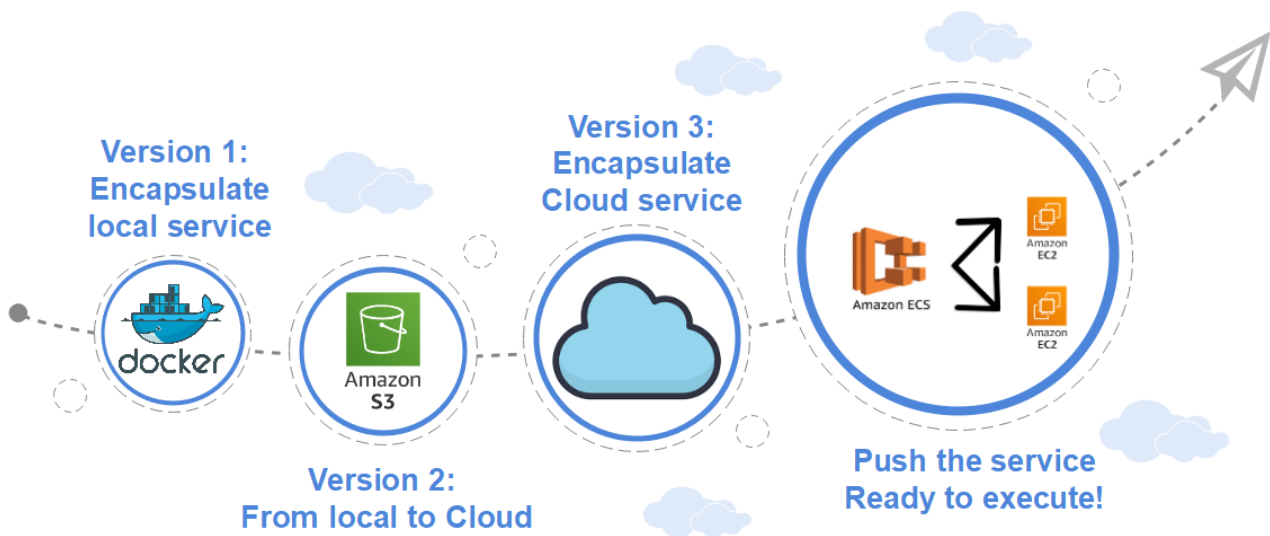 Version 1:
Encapsulate
local service
docker
Amazon
S3
Version 2:
From local to Cloud
Version 3:
Encapsulate
Cloud service
Amazon ECS
Amazon
EC2
Amazon
EC2
Push the service
Ready to execute!